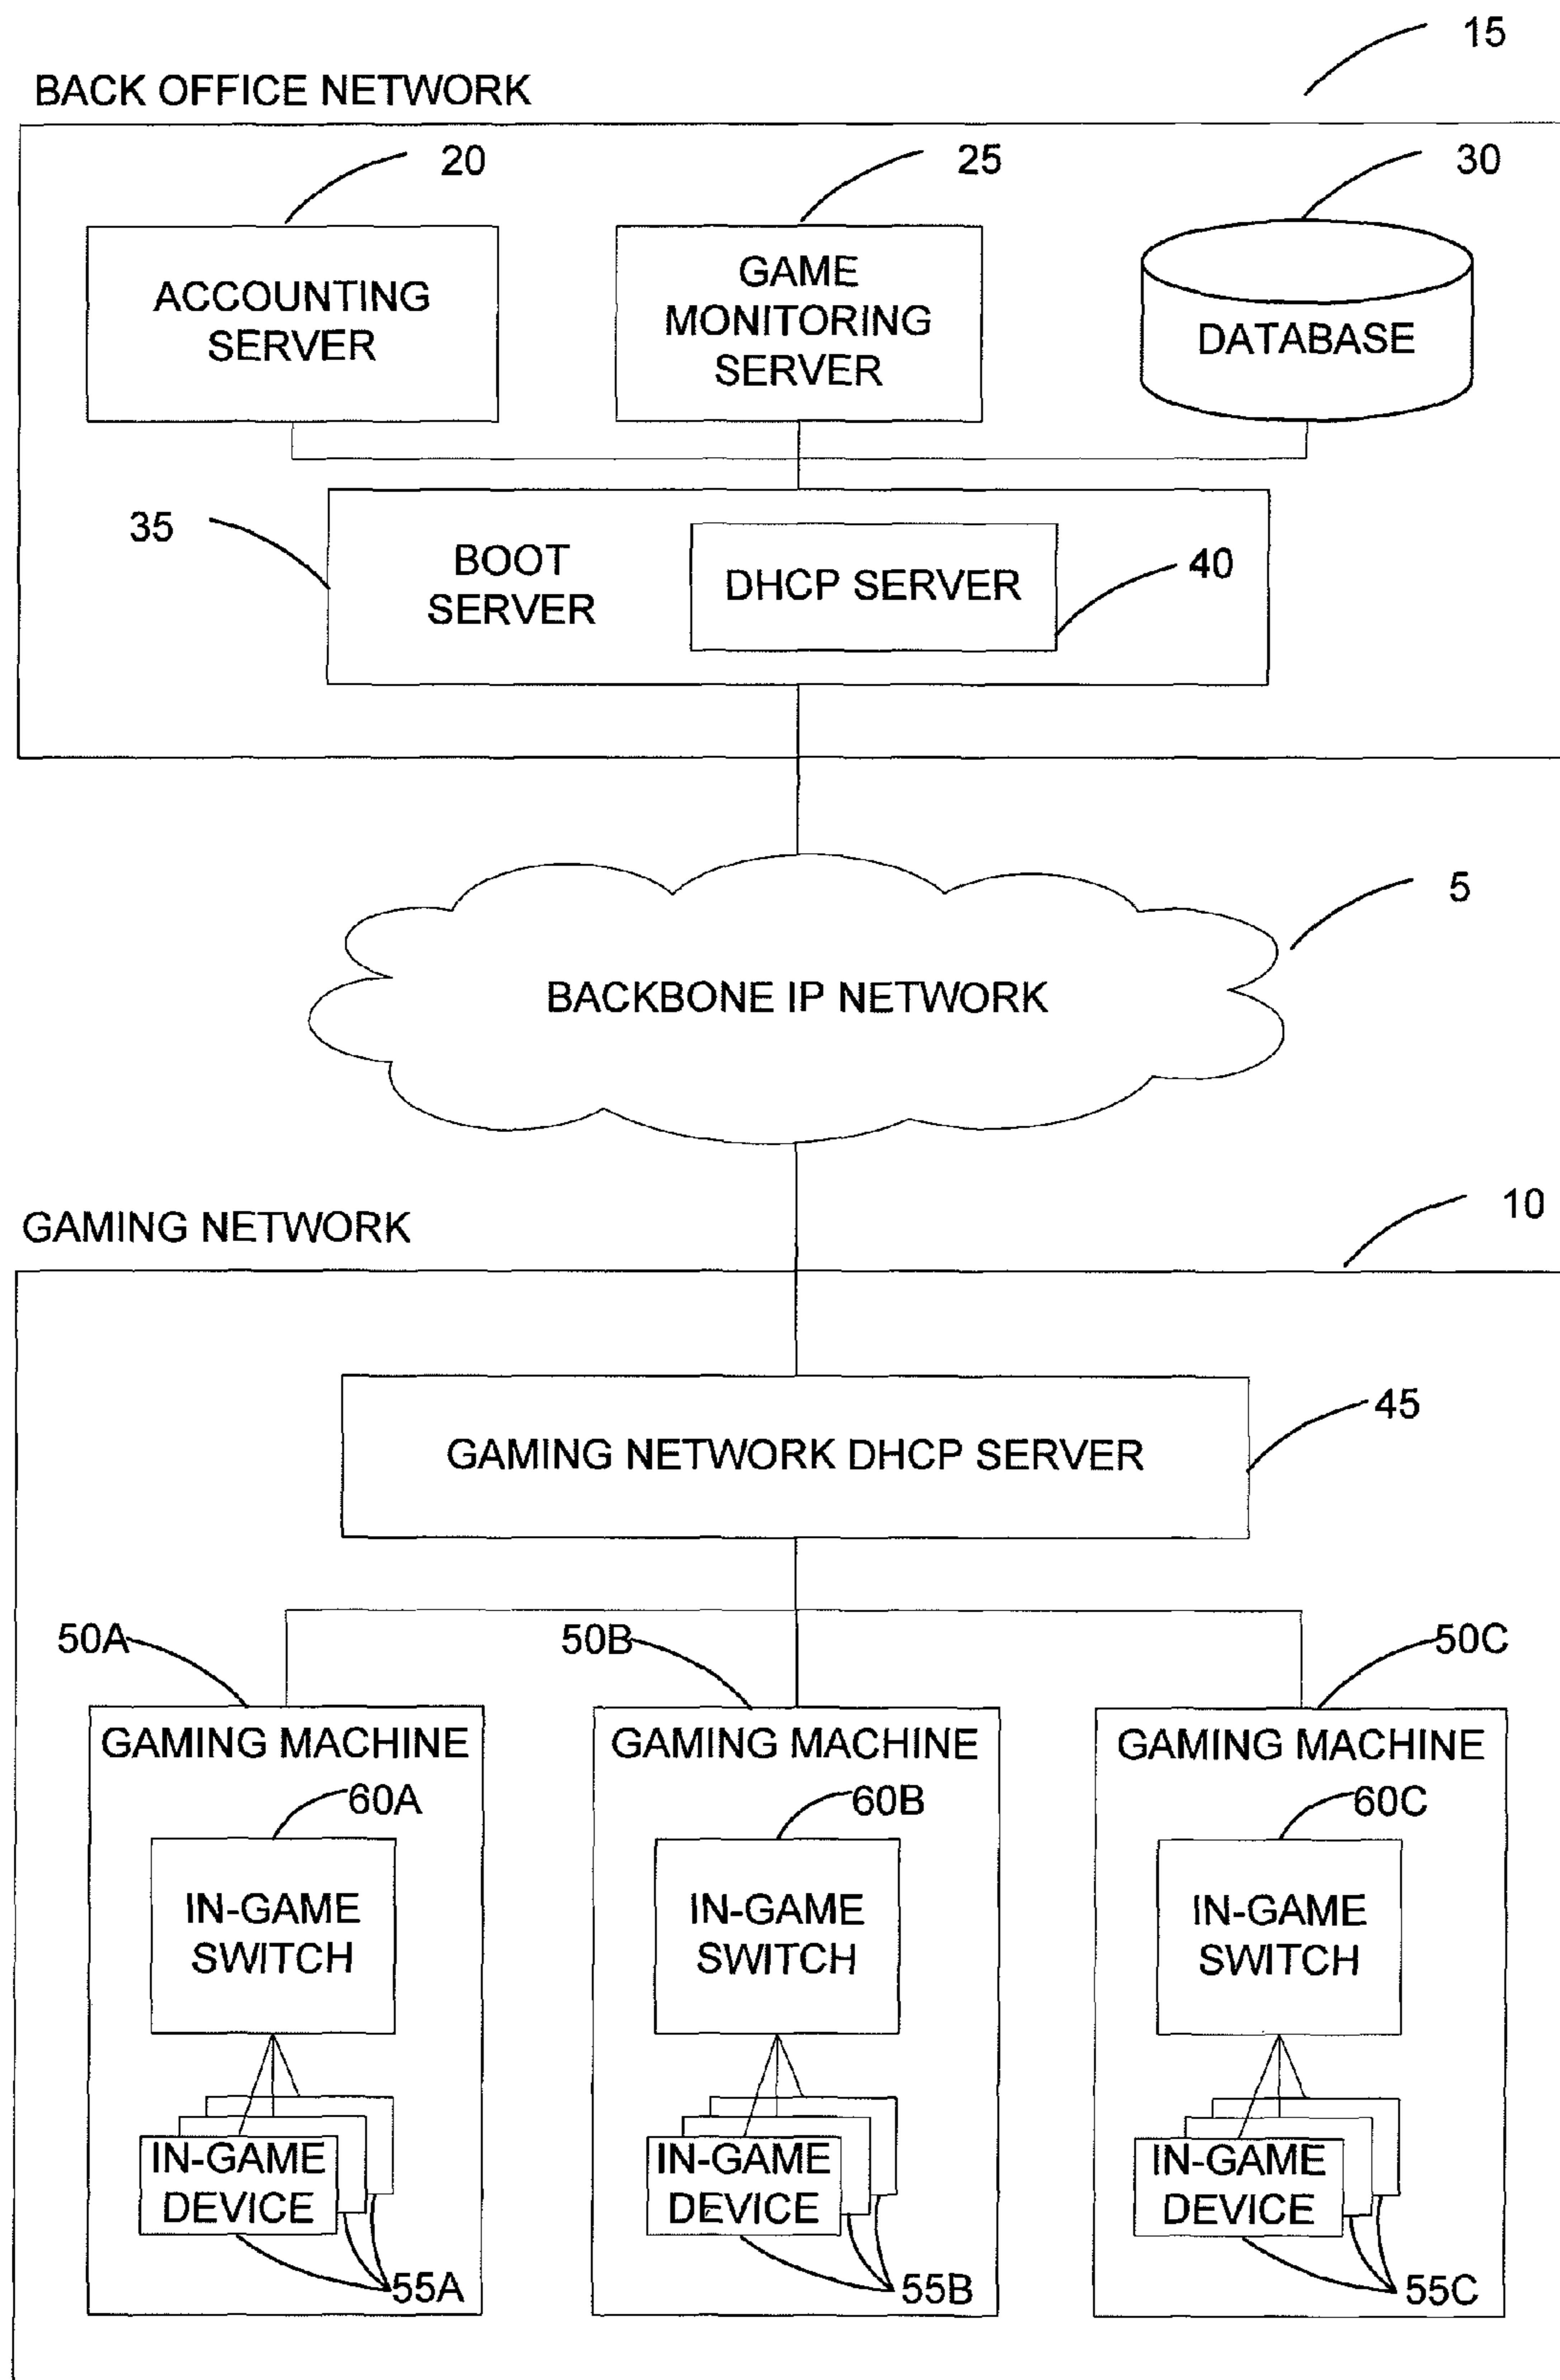 15
BACK OFFICE NETWORK
20
25
30
ACCOUNTING
SERVER
GAME
MONITORING
SERVER
DATABASE
35
BOOT
SERVER
DHCP SERVER
40
5
BACKBONE IP NETWORK
10
GAMING NETWORK
45
GAMING NETWORK DHCP SERVER
50A
50B
50C
GAMING MACHINE
60A
IN-GAME
SWITCH
IN-GAME
DEVICE
55A
GAMING MACHINE
60B
IN-GAME
SWITCH
IN-GAME
DEVICE
55B
GAMING MACHINE
60C
IN-GAME
SWITCH
IN-GAME
DEVICE
55C